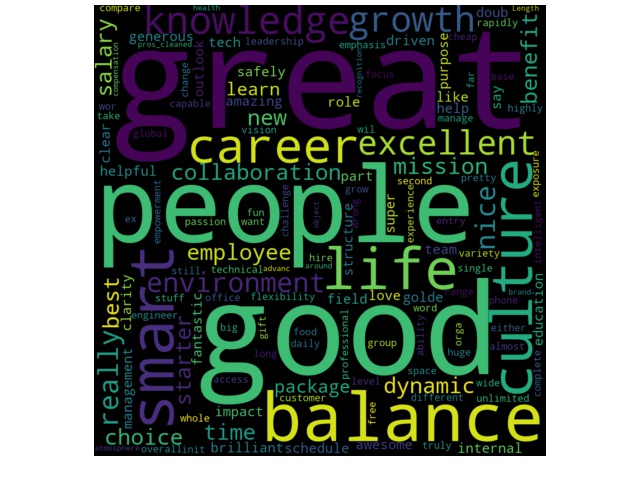 compare
health
cheap
Length
salary
generous
knowledge
growth
doub
rapidly
pros_cleaned
tech
leadership
emphasis
driven
benefit
compensation
change
outlook
safely
great
purpose
say
wor
capable
amazing
recognition
focus
far
base
take
learn
role
like
help
highly
clear
global
new
vision
wil
manage
career
excellent
helpful
collaboration
part
mission
exposure
empowerment
people
grow
second
pretty
nice
culture
ex
passion
fun
want
challenge
object
structure
wrong
super
experience
entry
intelligent
smart
employee
hire
life
team
variety
still
technical
advanc
around
single
environment
range
phone
brand
best
clarity
stuff
office
flexibility
field
love
golde
education
really
engineer
fantastic
big
gift
food
daily
good
professional
word
group
ability
orga
either
almost
complete
management
starter
long
huge
space
access
package
level
dynamic
wide
unlimited
impact
customer
different
choice
whole
time
balance
free
atmosphere
overallinit
brilliant
schedule
awesome
truly
internal